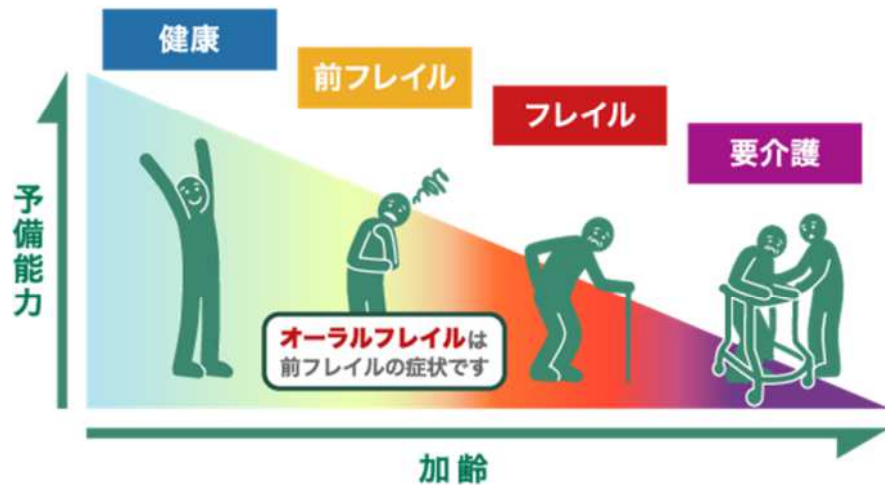 健康
前フレイル
フレイル
要介護
予備能力
オーラルフレイルは
前フレイルの症状です
加齢